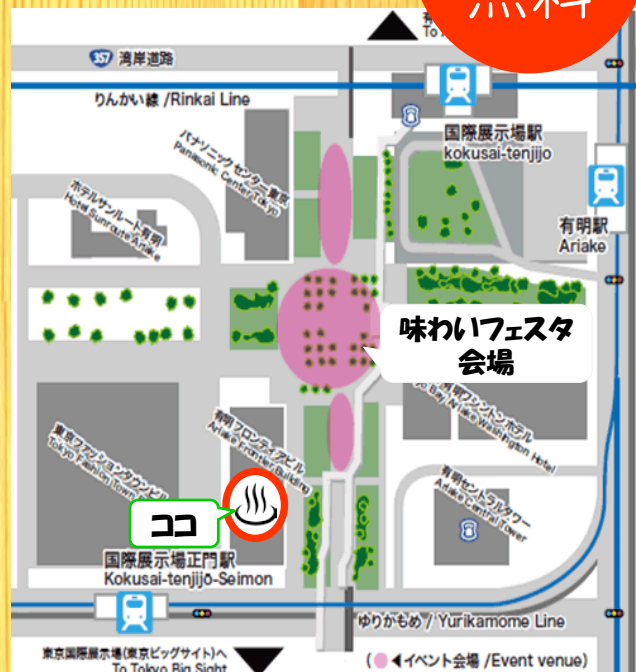 無料
To
357 湾岸道路
りんかい線 /Rinkai Line
国際展示場駅
kokusai-tenjijo
パナソニックセンター東京
Panasonic Center Tokyo
有明駅
Ariake
ホテルサンルート有明
Hotel Sunroute Ariake
味わいフェスタ
会場
有明ワシントンホテル
Bay Ariake Washington Hotel
有明フロンティアビル
Ariake Frontier Building
東京ファッションタウンビル
Tokyo Fashion Town
有明セントラルタワー
Ariake Central Tower
ココ
国際展示場正門駅
Kokusai-tenjijō-Seimon
ゆりかもめ / Yurikamome Line
東京国際展示場(東京ビッグサイト)へ
To Tokyo Big Sight
(●◀イベント会場 /Event venue)